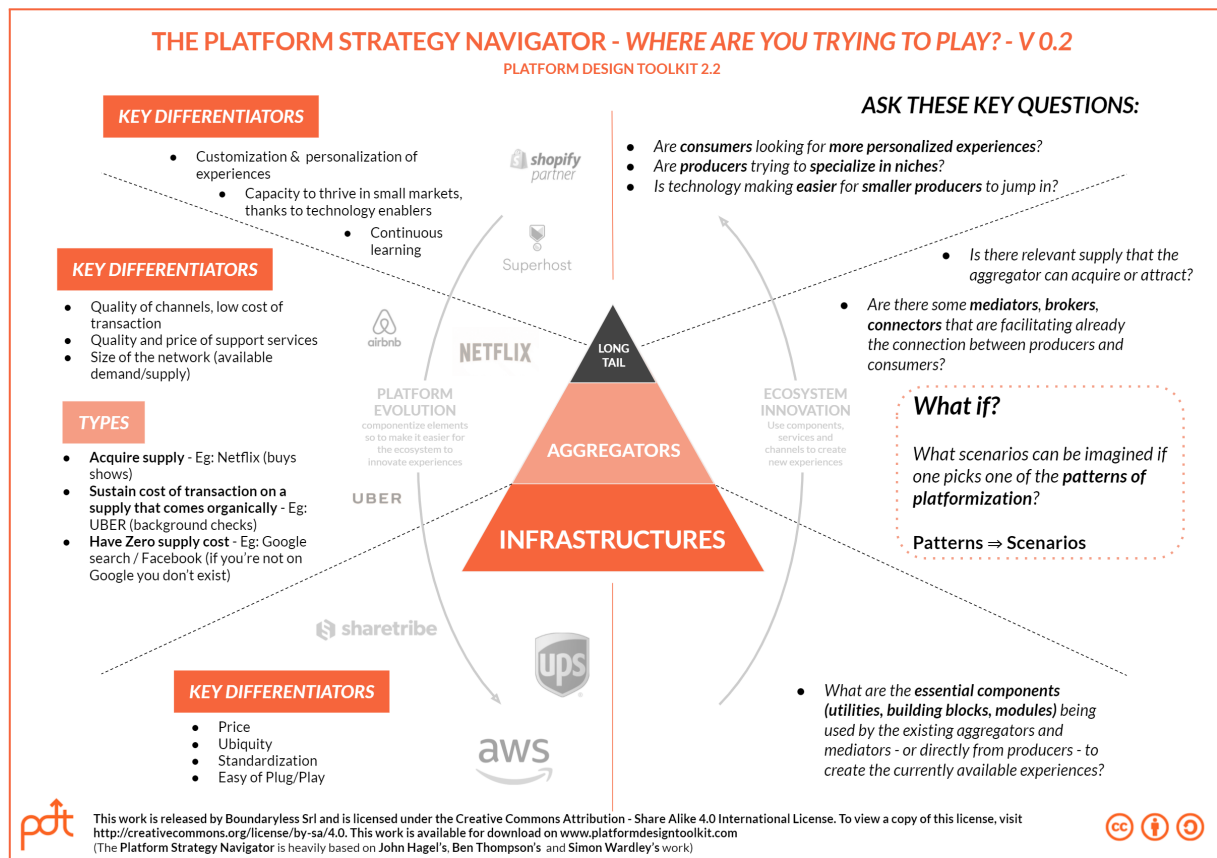 THE PLATFORM STRATEGY NAVIGATOR - WHERE ARE YOU TRYING TO PLAY? - V 0.2
PLATFORM DESIGN TOOLKIT 2.2
KEY DIFFERENTIATORS
● Customization & personalization of
experiences
● Capacity to thrive in small markets,
thanks to technology enablers
● Continuous
learning
shopify
partner
Superhost
ASK THESE KEY QUESTIONS:
● Are consumers looking for more personalized experiences?
● Are producers trying to specialize in niches?
● Is technology making easier for smaller producers to jump in?
KEY DIFFERENTIATORS
● Quality of channels, low cost of
transaction
● Quality and price of support services
● Size of the network (available
demand/supply)
TYPES
● Acquire supply - Eg: Netflix (buys
shows)
● Sustain cost of transaction on a
supply that comes organically - Eg:
UBER (background checks)
● Have Zero supply cost - Eg: Google
search / Facebook (if you're not on
Google you don't exist)
airbnb
NETFLIX
PLATFORM
EVOLUTION
componentize elements
so to make it easier for
the ecosystem to
innovate experiences
UBER
LONG
TAIL
AGGREGATORS
INFRASTRUCTURES
ECOSYSTEM
INNOVATION
Use components,
services and
channels to create
new experiences
● Is there relevant supply that the
aggregator can acquire or attract?
● Are there some mediators, brokers,
connectors that are facilitating already
the connection between producers and
consumers?
What if?
What scenarios can be imagined if
one picks one of the patterns of
platformization?
Patterns ⇒ Scenarios
sharetribe
ups
aws
KEY DIFFERENTIATORS
● Price
● Ubiquity
● Standardization
● Easy of Plug/Play
● What are the essential components
(utilities, building blocks, modules) being
used by the existing aggregators and
mediators - or directly from producers - to
create the currently available experiences?
pdt
This work is released by Boundaryless Srl and is licensed under the Creative Commons Attribution - Share Alike 4.0 International License. To view a copy of this license, visit
http://creativecommons.org/license/by-sa/4.0. This work is available for download on www.platformdesigntoolkit.com
(The Platform Strategy Navigator is heavily based on John Hagel's, Ben Thompson's and Simon Wardley's work)
cc